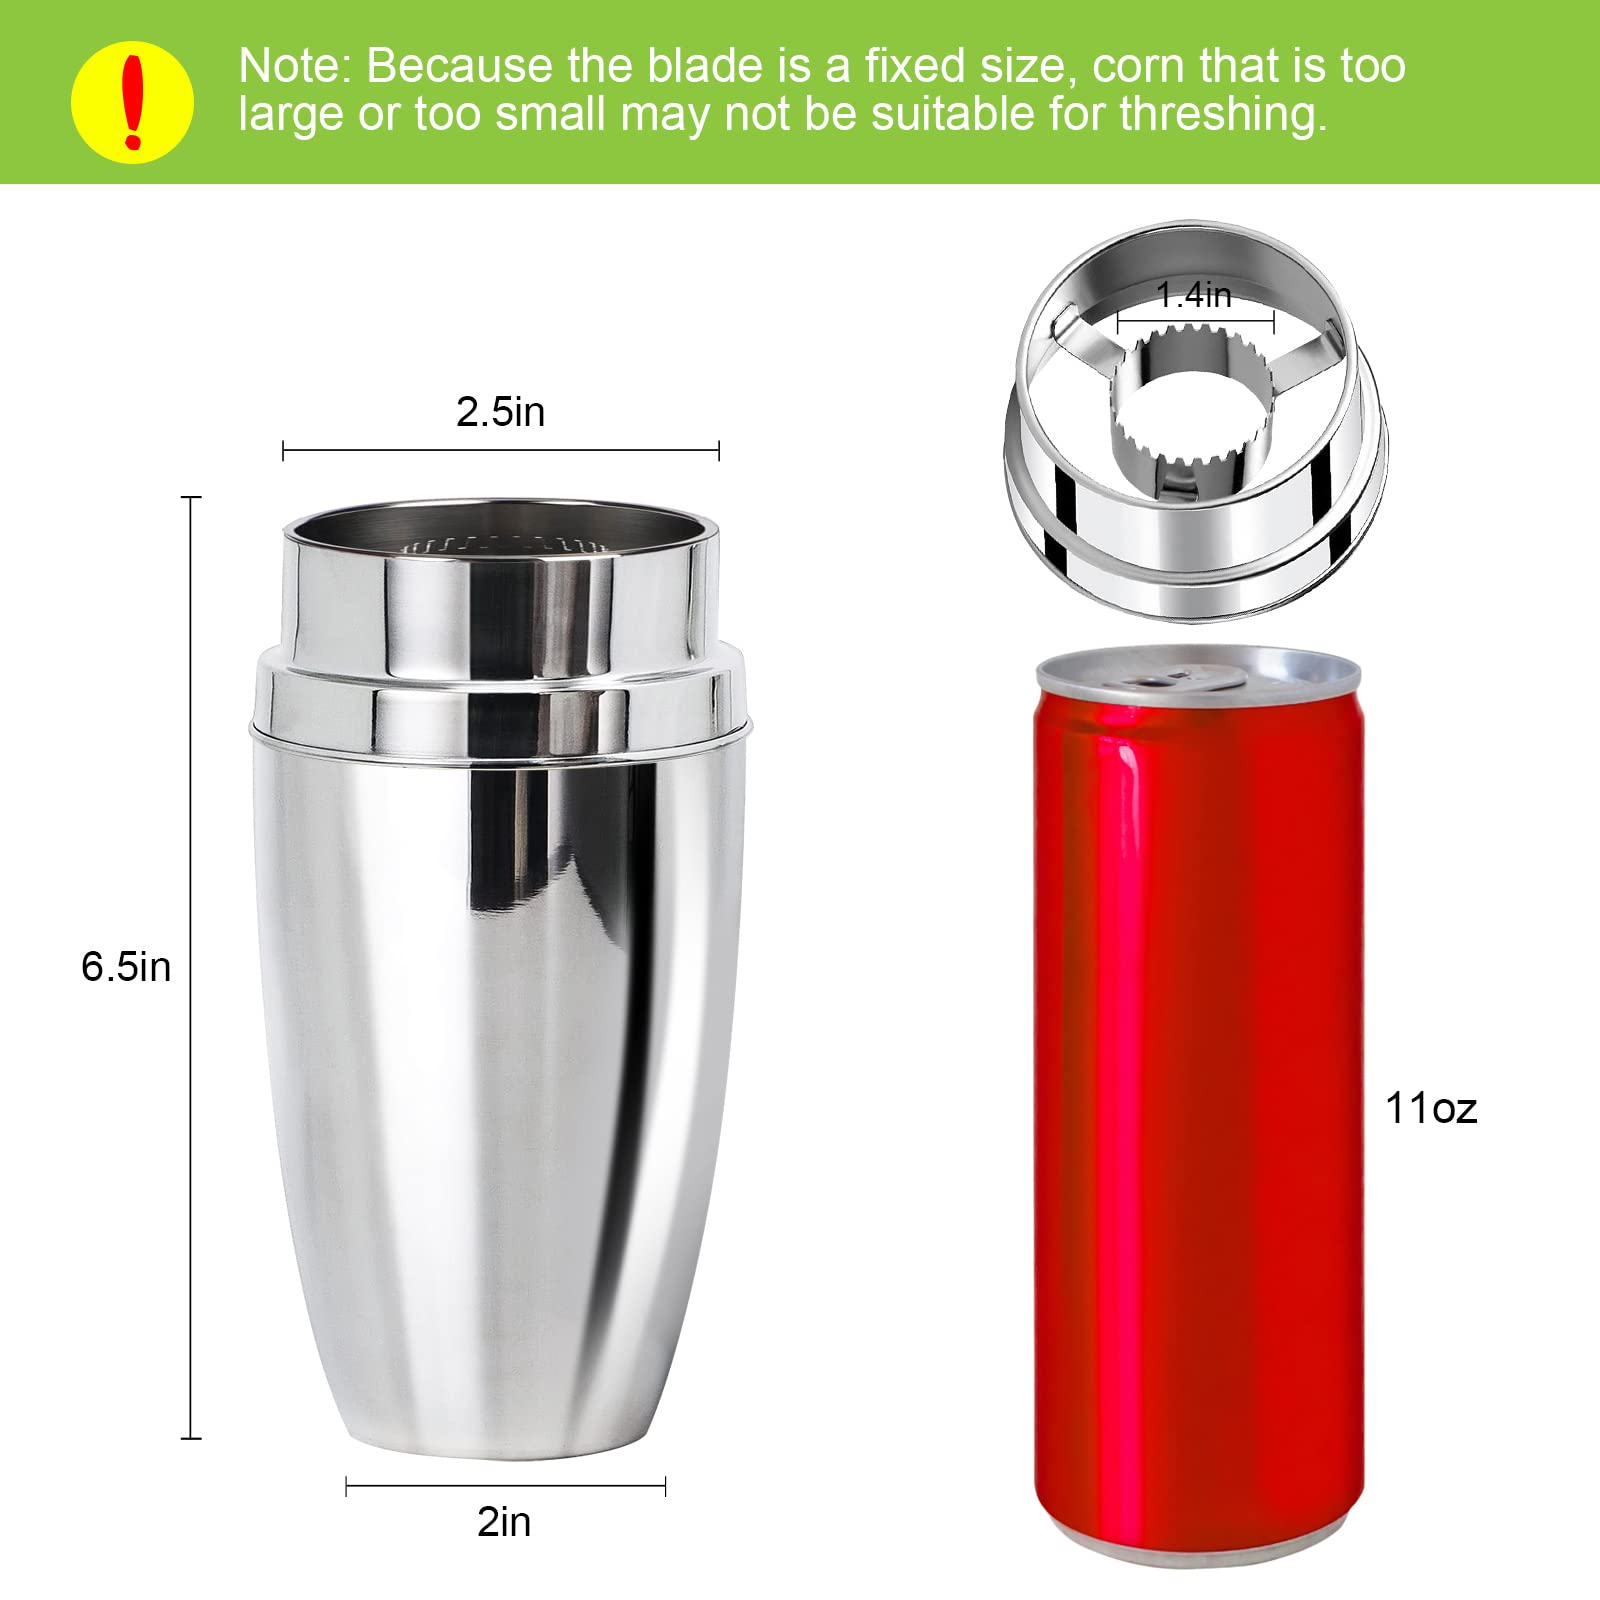 Note: Because the blade is a fixed size, corn that is too
large or too small may not be suitable for threshing.
1.4in
2.5in
6.5in
11oz
2in